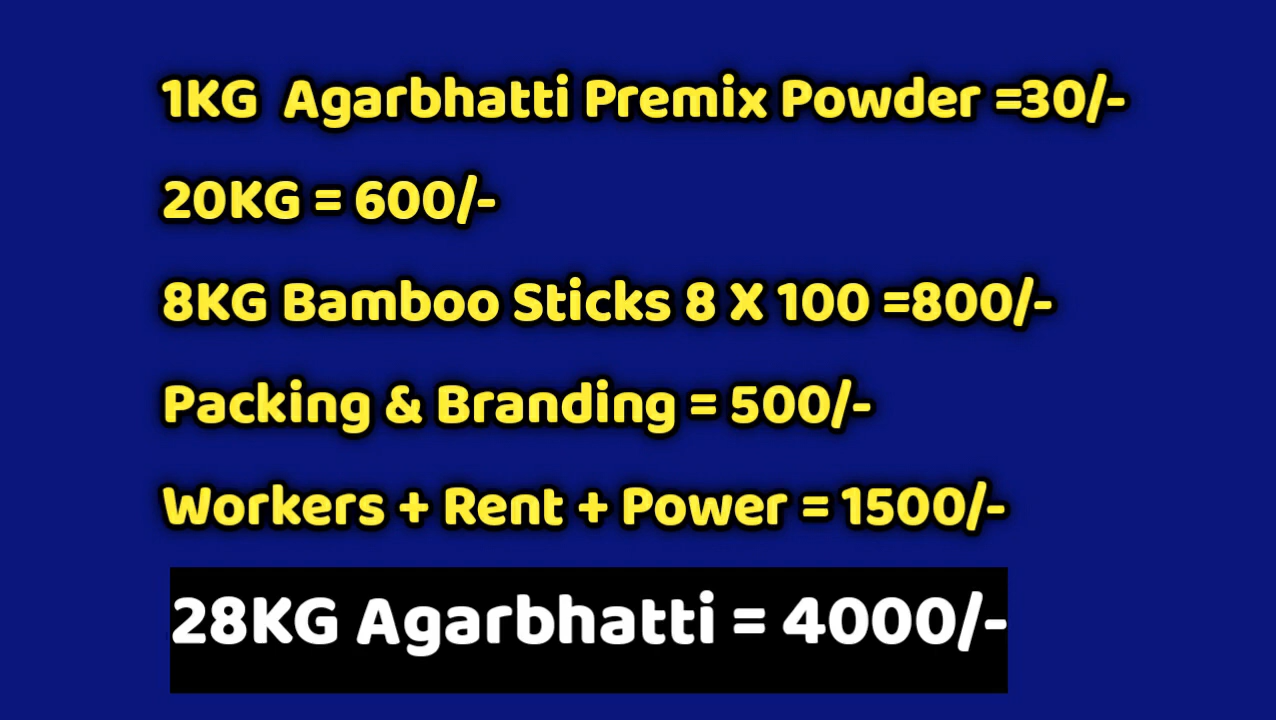 1KG Agarbhatti Premix Powder =30/-
20KG = 600/-
8KG Bamboo Sticks 8 X 100 =800/-
Packing & Branding = 500/-
Workers + Rent + Power = 1500/-
28KG Agarbhatti = 4000/-